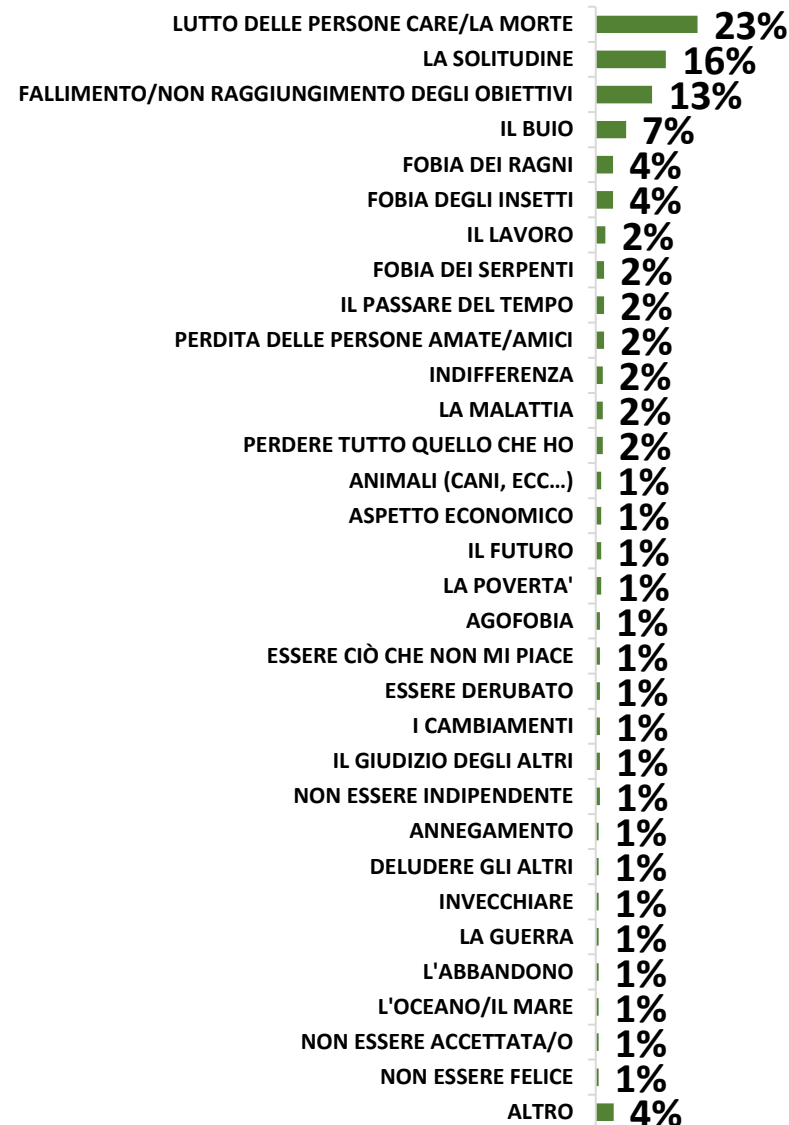 LUTTO DELLE PERSONE CARE/LA MORTE 23%
LA SOLITUDINE 16%
FALLIMENTO/NON RAGGIUNGIMENTO DEGLI OBIETTIVI 13%
IL BUIO 7%
FOBIA DEI RAGNI 4%
FOBIA DEGLI INSETTI 4%
IL LAVORO 2%
FOBIA DEI SERPENTI 2%
IL PASSARE DEL TEMPO 2%
PERDITA DELLE PERSONE AMATE/AMICI 2%
INDIFFERENZA 2%
LA MALATTIA 2%
PERDERE TUTTO QUELLO CHE HO 2%
ANIMALI (CANI, ECC…) 1%
ASPETTO ECONOMICO 1%
IL FUTURO 1%
LA POVERTA' 1%
AGOFOBIA 1%
ESSERE CIÒ CHE NON MI PIACE 1%
ESSERE DERUBATO 1%
I CAMBIAMENTI 1%
IL GIUDIZIO DEGLI ALTRI 1%
NON ESSERE INDIPENDENTE 1%
ANNEGAMENTO 1%
DELUDERE GLI ALTRI 1%
INVECCHIARE 1%
LA GUERRA 1%
L'ABBANDONO 1%
L'OCEANO/IL MARE 1%
NON ESSERE ACCETTATA/O 1%
NON ESSERE FELICE 1%
ALTRO 4%